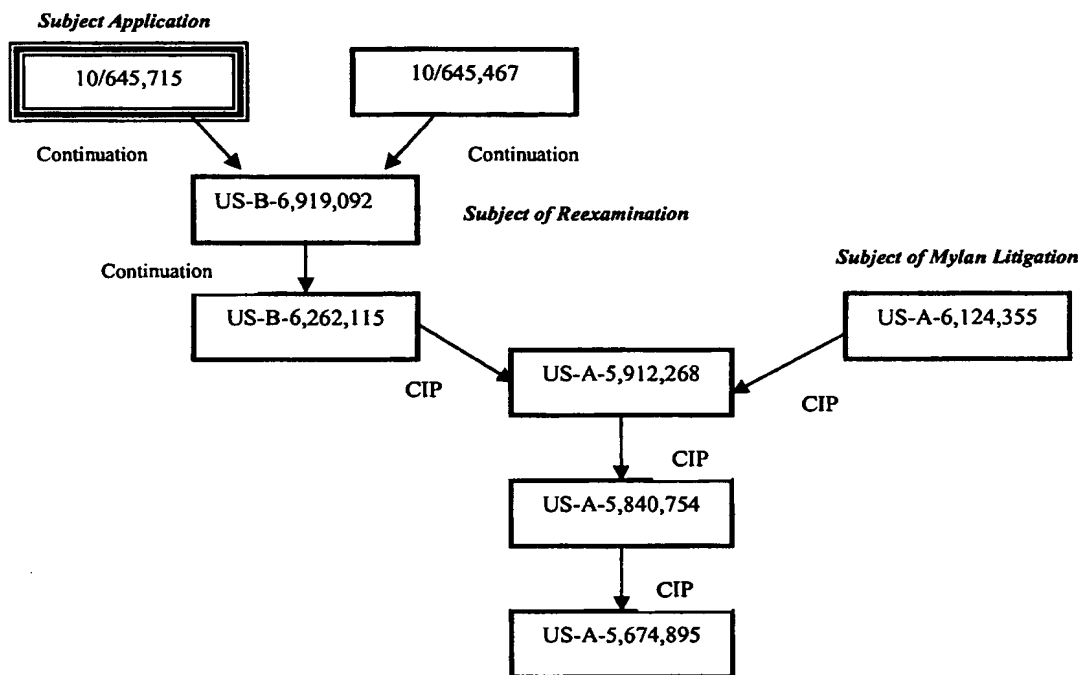 Subject Application
10/645,715
10/645,467
Continuation
Continuation
US-B-6,919,092
Subject of Reexamination
Continuation
Subject of Mylan Litigation
US-B-6,262,115
US-A-6,124,355
US-A-5,912,268
CIP
CIP
CIP
US-A-5,840,754
CIP
US-A-5,674,895